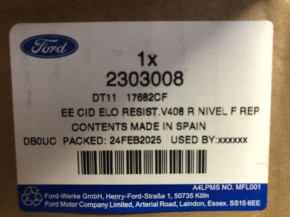 Ford
1x
2303008
DT11 17682CF
EE CID ELO RESIST.V408 R NIVEL F REP
CONTENTS MADE IN SPAIN
DB0UC PACKED: 24FEB2025 USED BY:xxxxxx
A4LPMS NO. MFL001
Ford-Werke GmbH, Henry-Ford-Straße 1, 50735 Köln
Ford Motor Company Limited, Arterial Road, Laindon, Essex. SS15 6EE